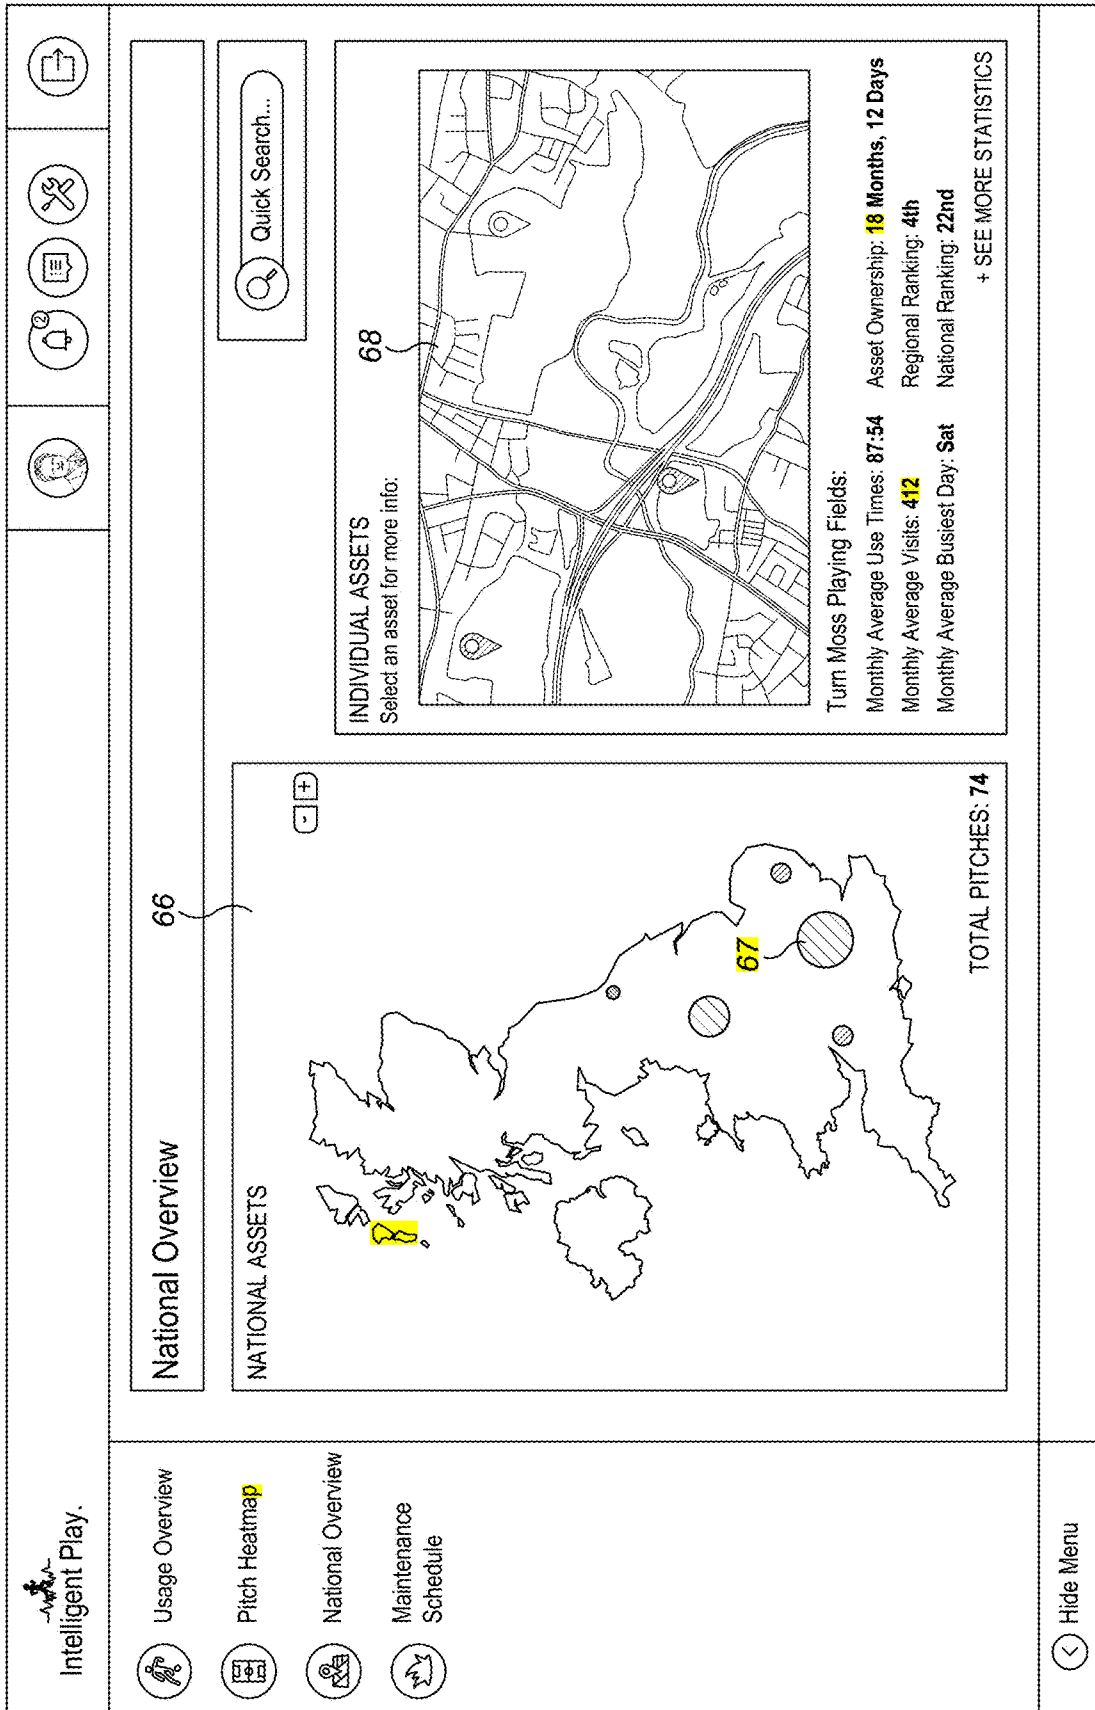 Intelligent Play.
2
Usage Overview
Pitch Heatmap
National Overview
Maintenance
Schedule
Hide Menu
National Overview
66
Quick Search...
NATIONAL ASSETS
- +
67
TOTAL PITCHES: 74
INDIVIDUAL ASSETS
Select an asset for more info:
68
Turn Moss Playing Fields:
Monthly Average Use Times: 87:54 Asset Ownership: 18 Months, 12 Days
Monthly Average Visits: 412 Regional Ranking: 4th
Monthly Average Busiest Day: Sat National Ranking: 22nd
+ SEE MORE STATISTICS